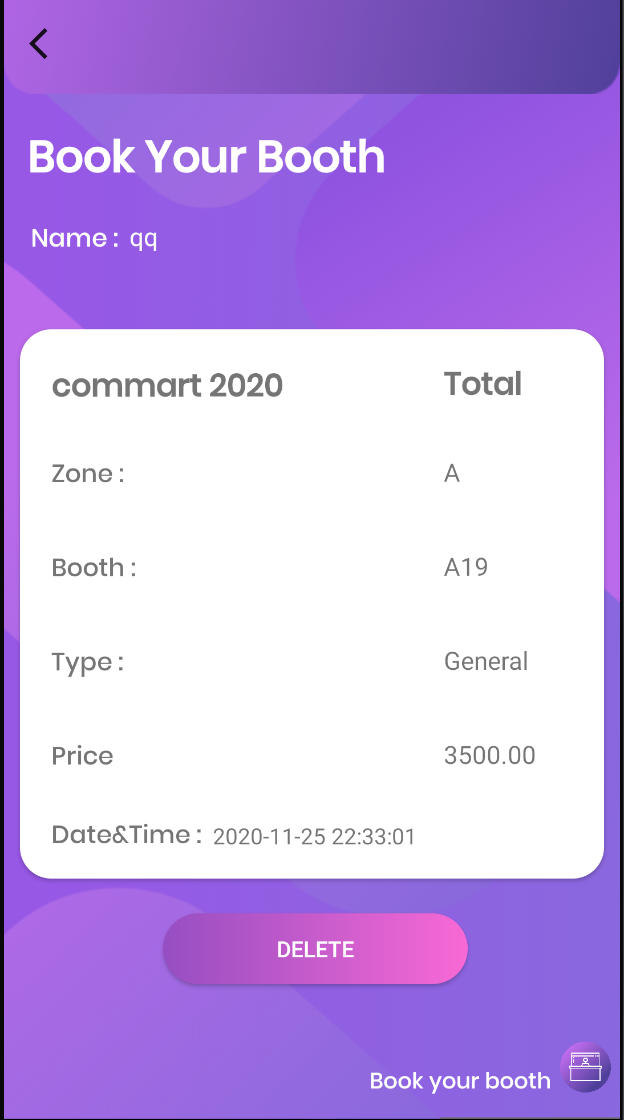 Book Your Booth
Name : qq
commart 2020 Total
Zone : A
Booth : A19
Type : General
Price 3500.00
Date&Time : 2020-11-25 22:33:01
DELETE
Book your booth